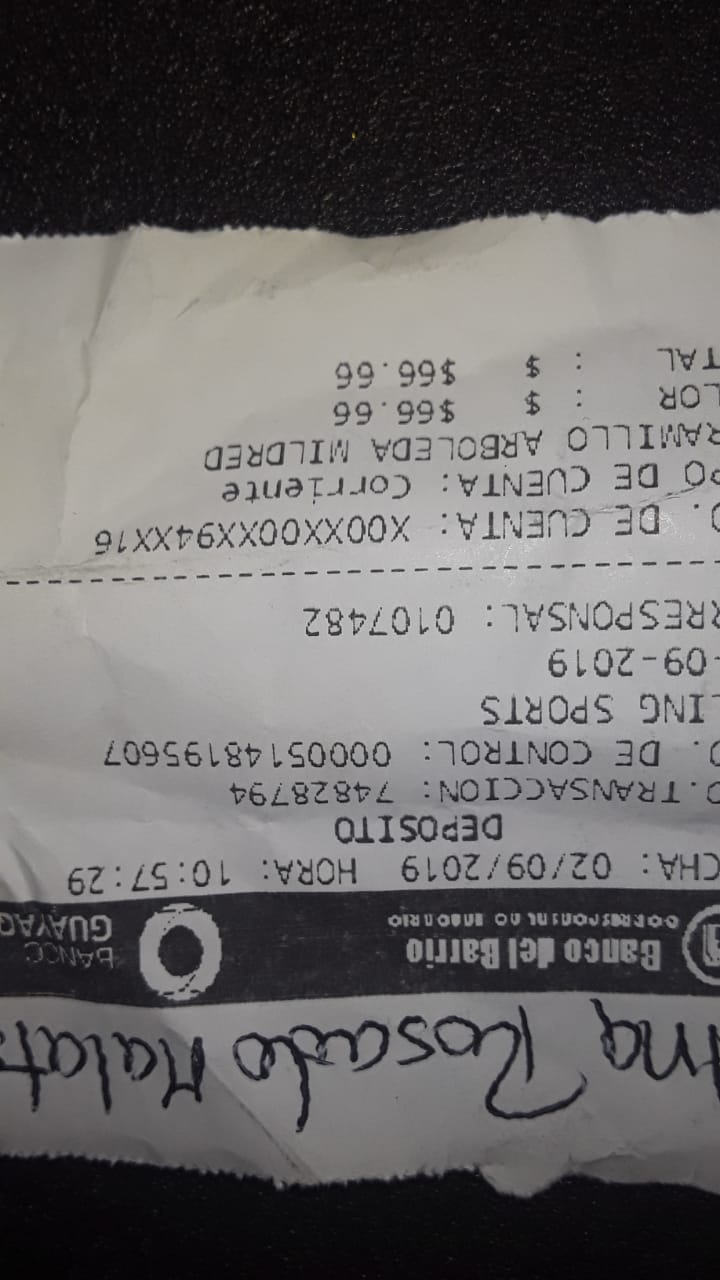 Ana Rosado Malat
Banco del Barrio
CORRESPONSAL NO BANCARIO
BANCO
GUAYAQ
CHA: 02/09/2019 HORA: 10:57:29
DEPOSITO
O.TRANSACCION: 74828794
O. DE CONTROL: 00005148195607
LING SPORTS
-09-2019
RRESPONSAL: 0107482
O. DE CUENTA: X00XX00XX94XX16
PO DE CUENTA: Corriente
RAMILLO ARBOLEDA MILDRED
LOR : $ $66.66
TAL : $ $66.66